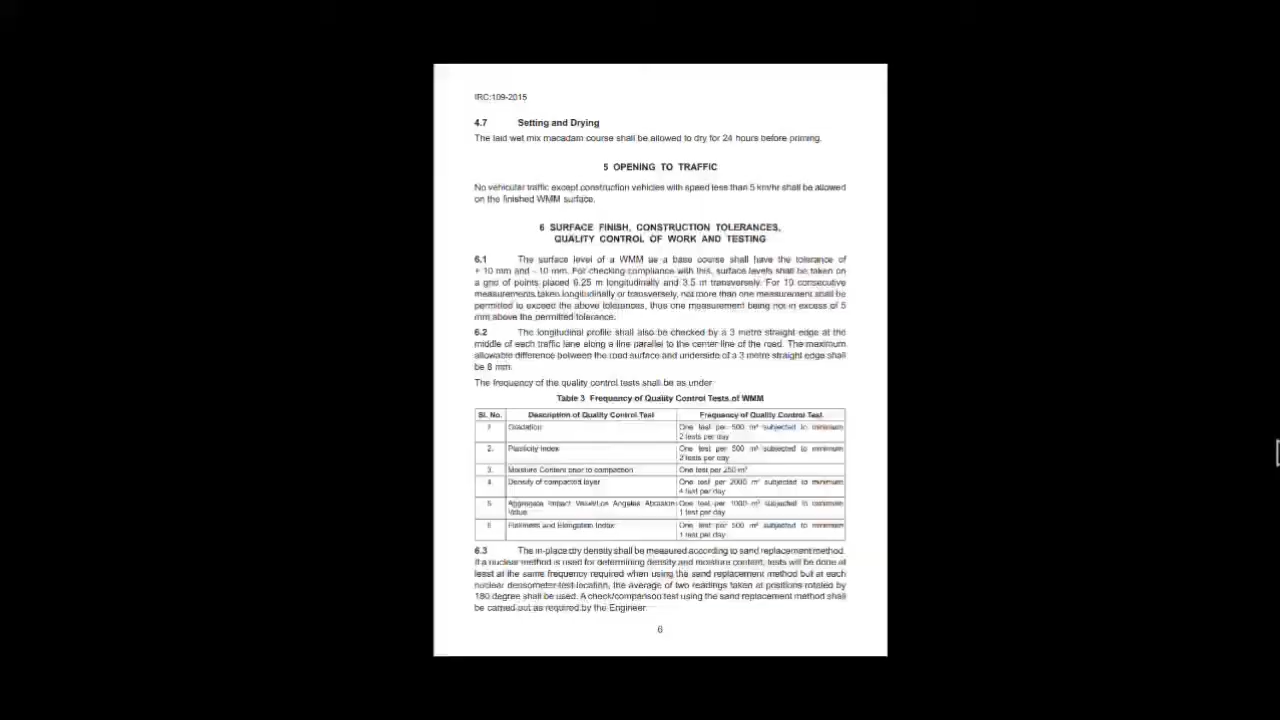 IRC:109-2015
4.7 Setting and Drying
The laid wet mix macadam course shall be allowed to dry for 24 hours before priming.
5 OPENING TO TRAFFIC
No vehicular traffic except construction vehicles with speed less than 5 km/hr shall be allowed
on the finished WMM surface.
6 SURFACE FINISH, CONSTRUCTION TOLERANCES,
QUALITY CONTROL OF WORK AND TESTING
6.1 The surface level of a WMM as a base course shall have the tolerance of
+ 10 mm and - 10 mm. For checking compliance with this, surface levels shall be taken on
a grid of points placed 6.25 m longitudinally and 3.5 m transversely. For 10 consecutive
measurements taken longitudinally or transversely, not more than one measurement shall be
permitted to exceed the above tolerances, thus one measurement being not in excess of 5
mm above the permitted tolerance.
6.2 The longitudinal profile shall also be checked by a 3 metre straight edge at the
middle of each traffic lane along a line parallel to the center line of the road. The maximum
allowable difference between the road surface and underside of a 3 metre straight edge shall
be 8 mm.
The frequency of the quality control tests shall be as under
Table 3 Frequency of Quality Control Tests of WMM
Sl. No. Description of Quality Control Test Frequency of Quality Control Test
1 Gradation One test per 500 m³ subjected to minimum
2 tests per day
2. Plasticity Index One test per 500 m³ subjected to minimum
2 tests per day
3. Moisture Content prior to compaction One test per 250 m³
4 Density of compacted layer One test per 2000 m² subjected to minimum
4 test per day
5 Aggregate Impact Value/Los Angeles Abrasion One test per 1000 m³ subjected to minimum
Value 1 test per day
6 Flakiness and Elongation Index One test per 500 m³ subjected to minimum
1 test per day
6.3 The in-place dry density shall be measured according to sand replacement method.
If a nuclear method is used for determining density and moisture content, tests will be done at
least at the same frequency required when using the sand replacement method but at each
nuclear densometer test location, the average of two readings taken at positions rotated by
180 degree shall be used. A check/comparison test using the sand replacement method shall
be carried out as required by the Engineer.
6